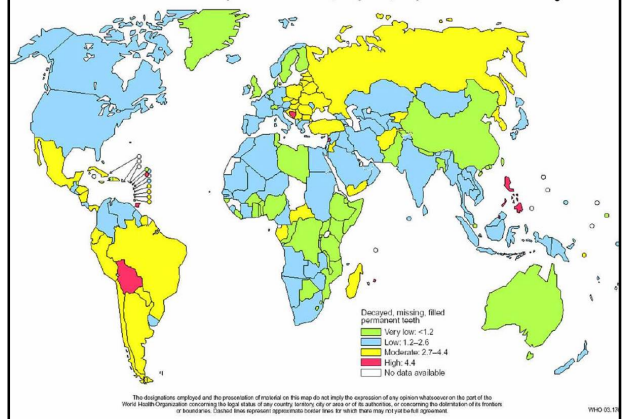 Decayed, missing, filled
permanent teeth
Very low: <1.2
Low: 1.2–2.6
Moderate: 2.7–4.4
High: 4.4
No data available
The designations employed and the presentation of material on this map do not imply the expression of any opinion whatsoever on the part of the
World Health Organization concerning the legal status of any country, territory, city or area or of its authorities, or concerning the delimitation of its frontiers
or boundaries. Dashed lines represent approximate border lines for which there may not yet be full agreement.
WHO 03.